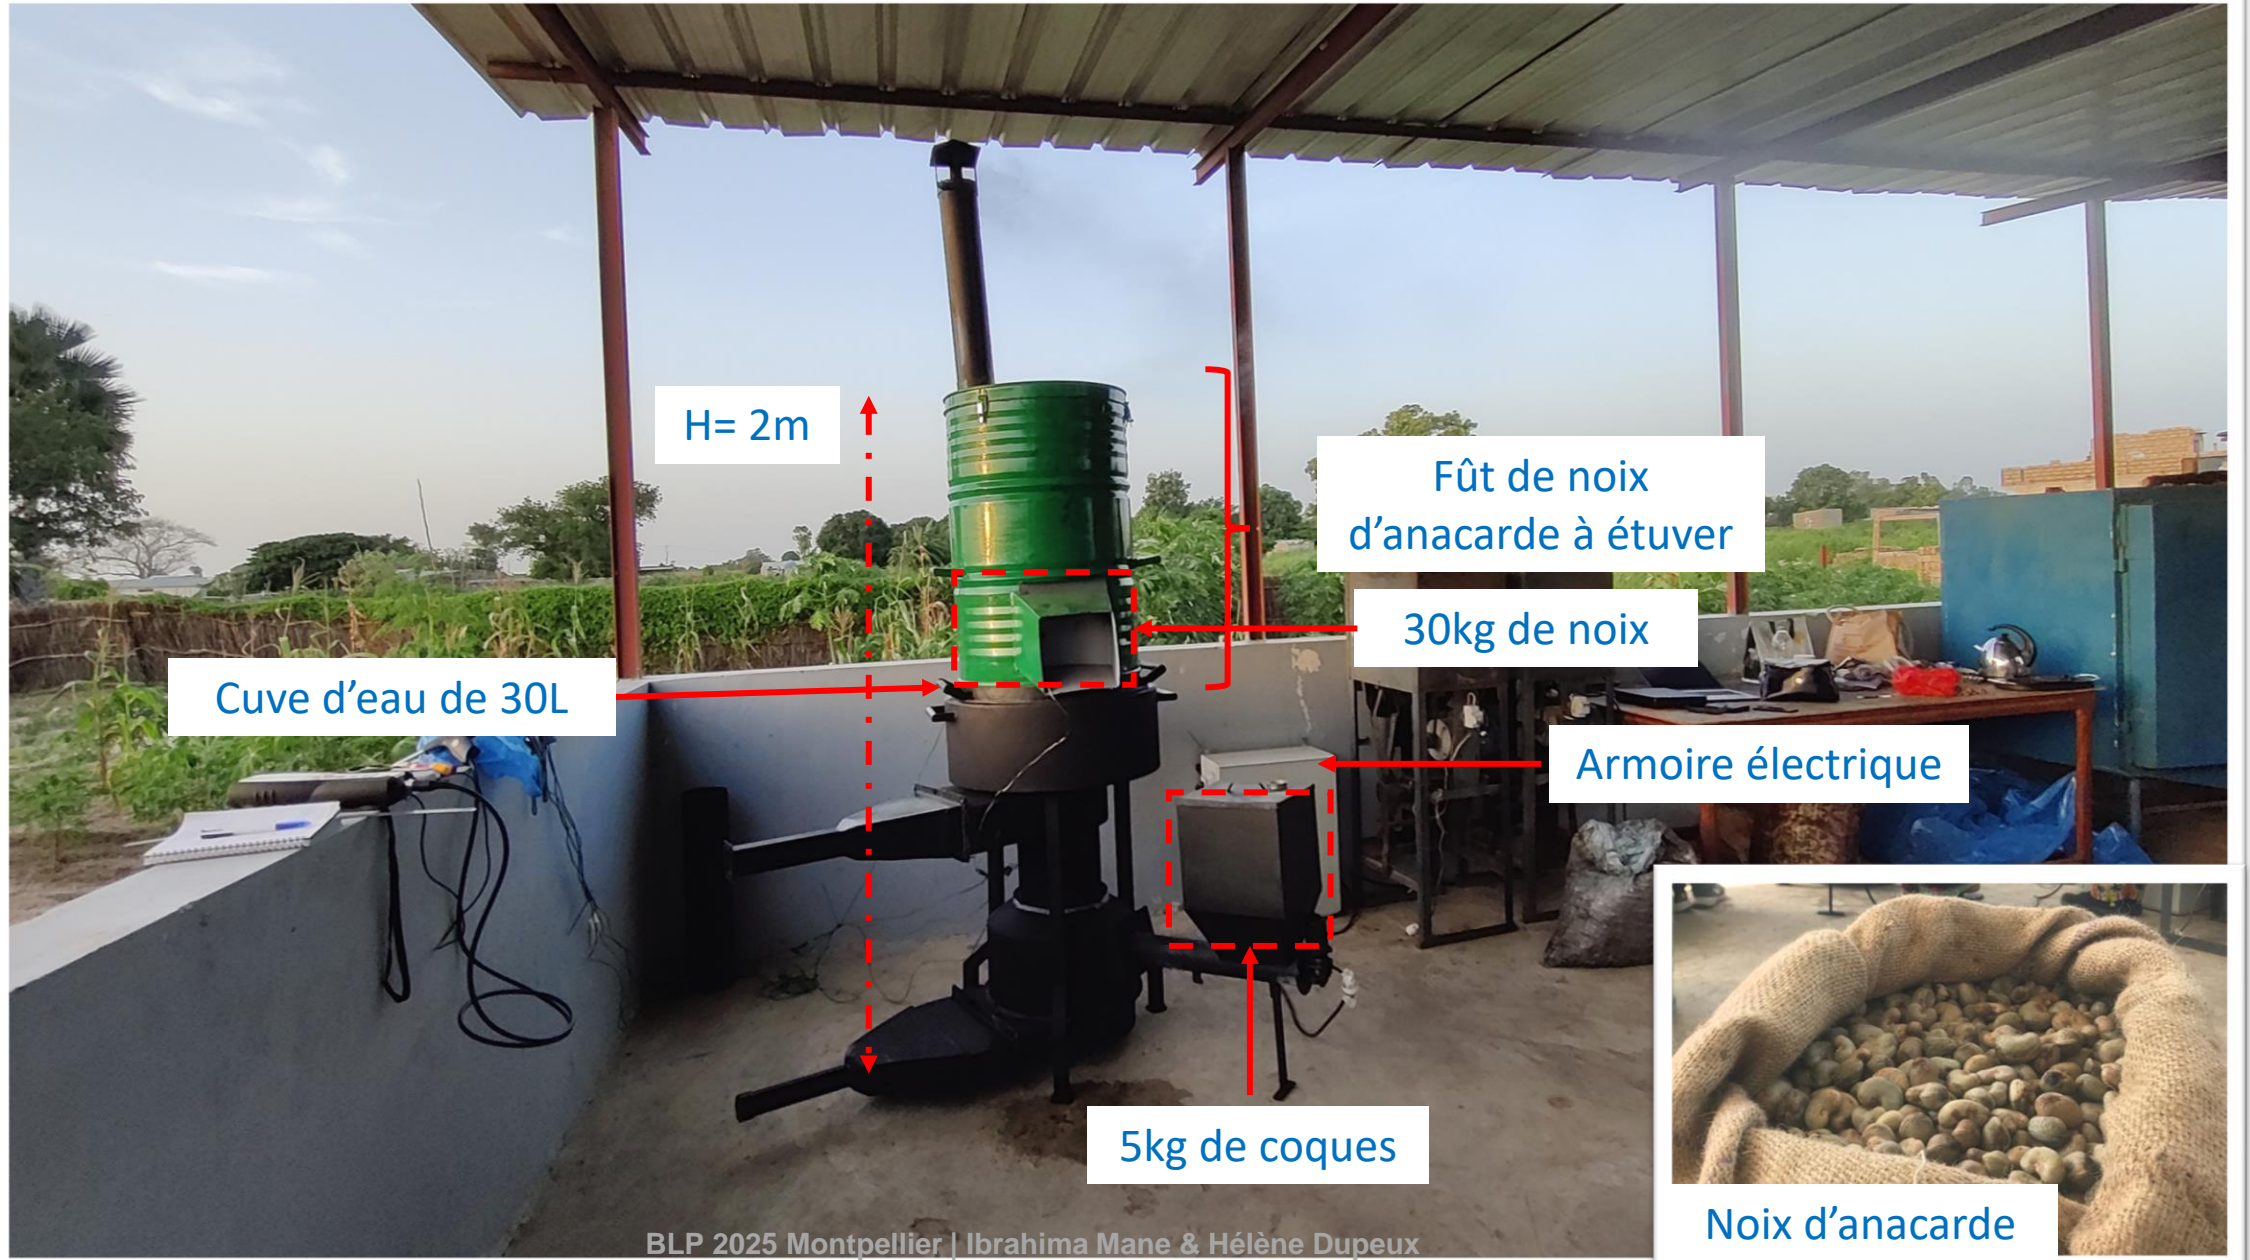 H= 2m
Fût de noix
d'anacarde à étuver
30kg de noix
Cuve d'eau de 30L
Armoire électrique
5kg de coques
Noix d'anacarde
BLP 2025 Montpellier | Ibrahima Mane & Hélène Dupeux